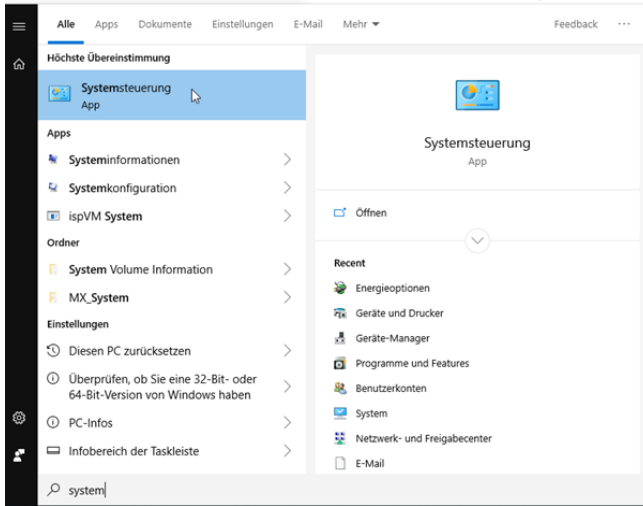 Alle Apps Dokumente Einstellungen E-Mail Mehr Feedback ...
Höchste Übereinstimmung
Systemsteuerung
App
Apps
Systeminformationen
Systemkonfiguration
ispVM System
Ordner
System Volume Information
MX_System
Einstellungen
Diesen PC zurücksetzen
Überprüfen, ob Sie eine 32-Bit- oder
64-Bit-Version von Windows haben
PC-Infos
Infobereich der Taskleiste
system
Systemsteuerung
App
Öffnen
Recent
Energieoptionen
Geräte und Drucker
Geräte-Manager
Programme und Features
Benutzerkonten
System
Netzwerk- und Freigabecenter
E-Mail